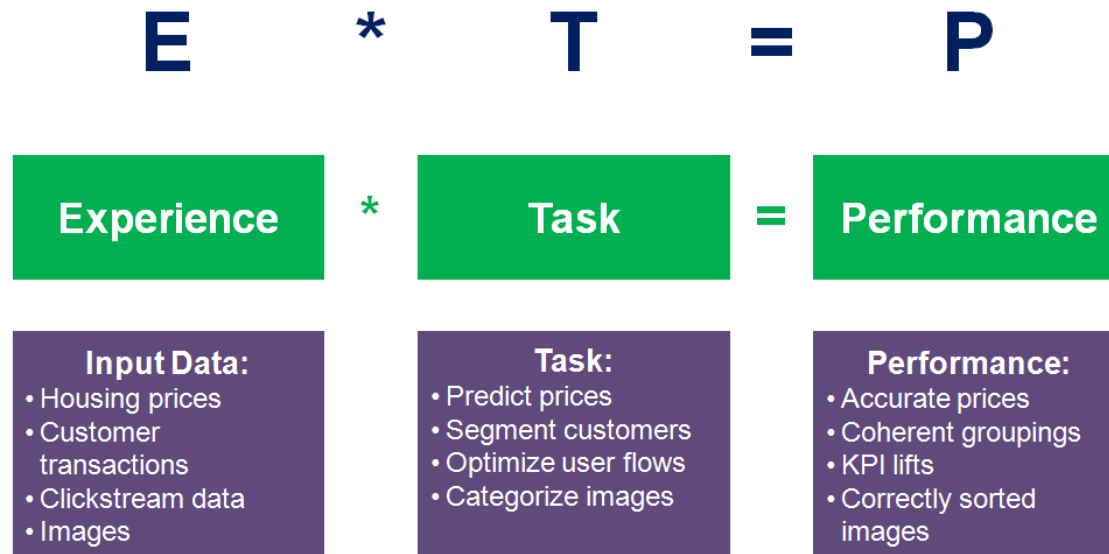 E * T = P
Experience * Task = Performance
Input Data:
• Housing prices
• Customer
transactions
• Clickstream data
• Images
Task:
• Predict prices
• Segment customers
• Optimize user flows
• Categorize images
Performance:
• Accurate prices
• Coherent groupings
• KPI lifts
• Correctly sorted
images